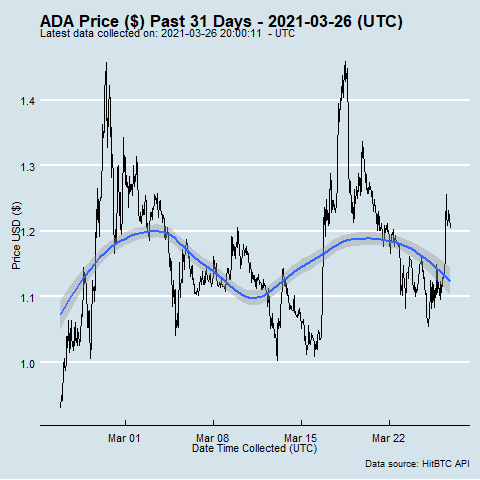 ADA Price ($) Past 31 Days - 2021-03-26 (UTC)
Latest data collected on: 2021-03-26 20:00:11 - UTC
Price USD ($)
1.4
1.3
1.2
1.1
1.0
Mar 01 Mar 08 Mar 15 Mar 22
Date Time Collected (UTC)
Data source: HitBTC API